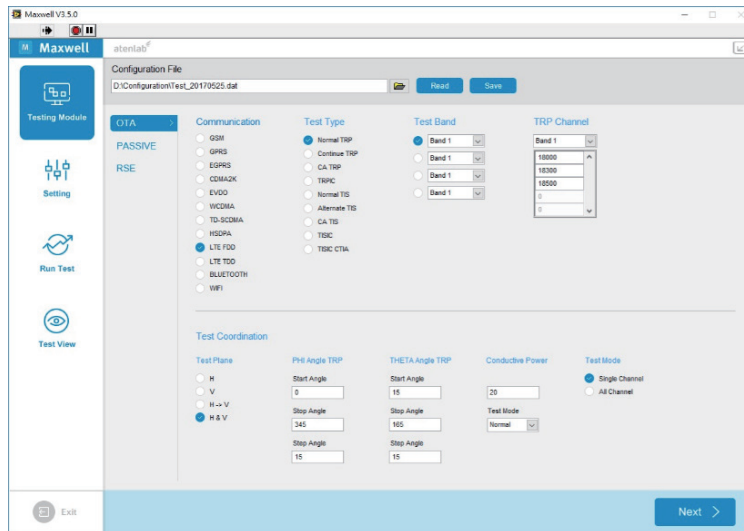 Maxwell V3.5.0
M Maxwell
atenlab
Configuration File
D:\Configuration\Test_20170525.dat
Read
Save
Testing Module
Setting
Run Test
Test View
Exit
OTA >
PASSIVE
RSE
Communication
GSM
GPRS
EGPRS
CDMA2K
EVDO
WCDMA
TD-SCDMA
HSDPA
LTE FDD
LTE TDD
BLUETOOTH
WIFI
Test Type
Normal TRP
Continue TRP
CA TRP
TRPIC
Normal TIS
Alternate TIS
CA TIS
TISIC
TISIC CTIA
Test Band
Band 1
Band 1
Band 1
Band 1
TRP Channel
Band 1
18000
18300
18500
0
0
Test Coordination
Test Plane
H
V
H -> V
H & V
PHI Angle TRP
Start Angle
0
Stop Angle
345
Step Angle
15
THETA Angle TRP
Start Angle
15
Stop Angle
165
Step Angle
15
Conductive Power
20
Test Mode
Normal
Test Mode
Single Channel
All Channel
Next >